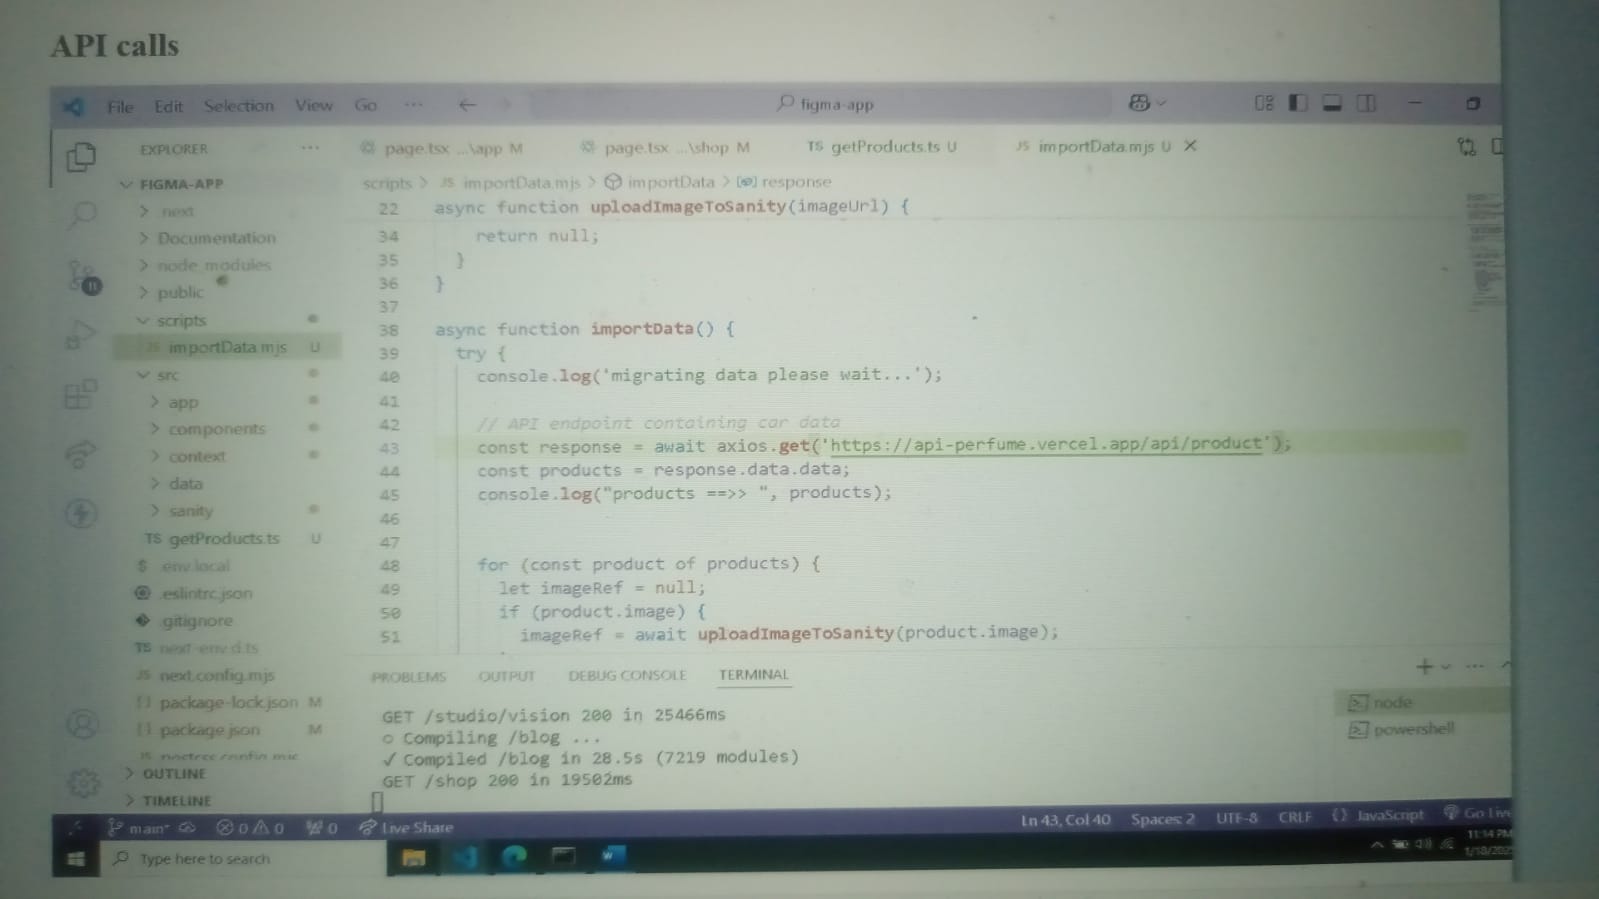 API calls
File Edit Selection View Go ... figma-app
EXPLORER ...
page.tsx ...\app M page.tsx ...\shop M TS getProducts.ts U JS importData.mjs U
FIGMA-APP
.next
Documentation
node_modules
public
scripts
JS importData.mjs U
src
app
components
context
data
sanity
TS getProducts.ts U
$ .env.local
.eslintrc.json
.gitignore
TS next-env.d.ts
JS next.config.mjs
{} package-lock.json M
{} package.json M
OUTLINE
TIMELINE
scripts > JS importData.mjs > importData > response
22 async function uploadImageToSanity(imageUrl) {
34 return null;
35 }
36 }
37
38 async function importData() {
39 try {
40 console.log('migrating data please wait...');
41
42 // API endpoint containing car data
43 const response = await axios.get('https://api-perfume.vercel.app/api/product');
44 const products = response.data.data;
45 console.log("products ==>> ", products);
46
47
48 for (const product of products) {
49 let imageRef = null;
50 if (product.image) {
51 imageRef = await uploadImageToSanity(product.image);
PROBLEMS OUTPUT DEBUG CONSOLE TERMINAL
GET /studio/vision 200 in 25466ms
○ Compiling /blog ...
✓ Compiled /blog in 28.5s (7219 modules)
GET /shop 200 in 19502ms
node
powershell
11
main* 0 0 0 Live Share Ln 43, Col 40 Spaces: 2 UTF-8 CRLF {} JavaScript Go Live
Type here to search
11:14 PM